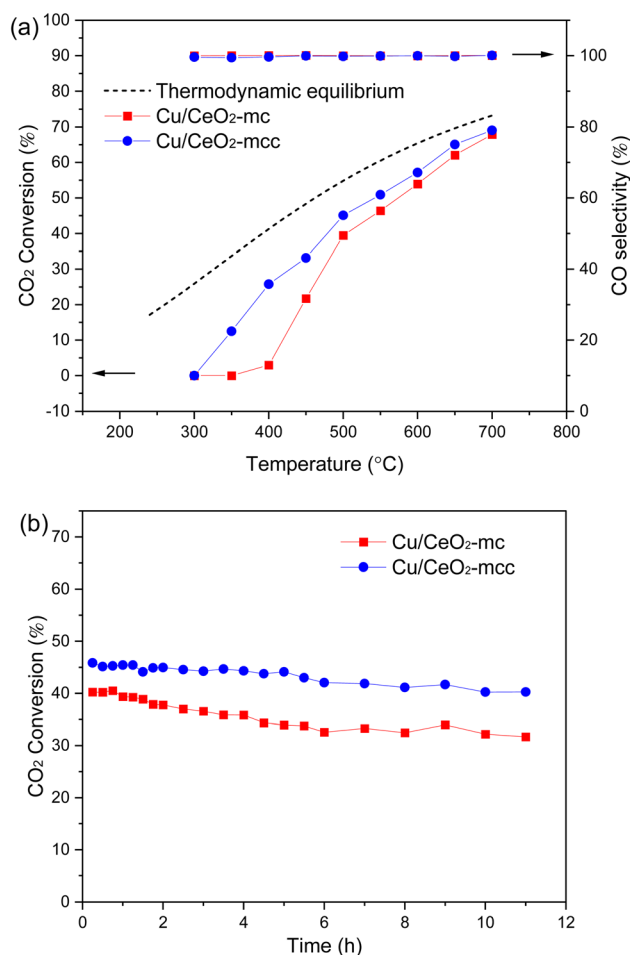 (a)
100
90
80
70
60
50
40
30
20
10
0
-10
CO₂ Conversion (%)
Thermodynamic equilibrium
Cu/CeO₂-mc
Cu/CeO₂-mcc
100
80
60
40
20
0
CO selectivity (%)
200 300 400 500 600 700 800
Temperature (°C)
(b)
70
60
50
40
30
20
10
0
CO₂ Conversion (%)
Cu/CeO₂-mc
Cu/CeO₂-mcc
0 2 4 6 8 10 12
Time (h)